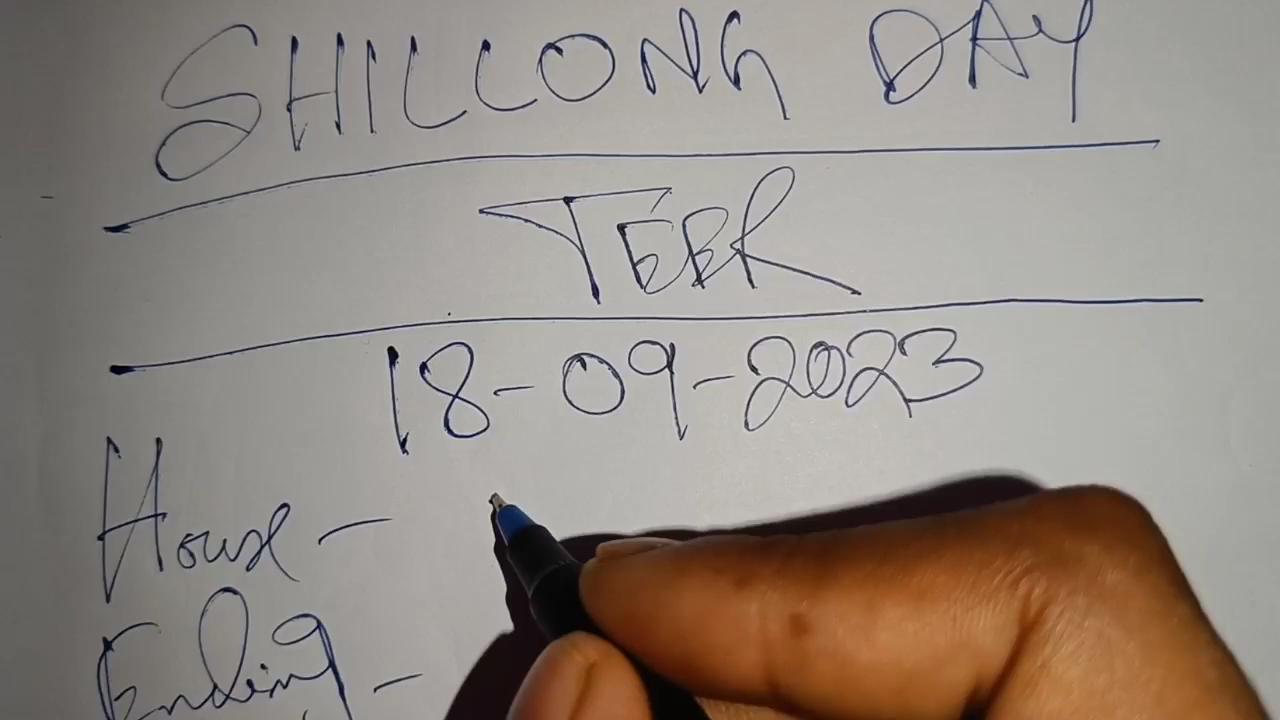 SHILLONG DAY
TEER
18-09-2023
House -
Ending -